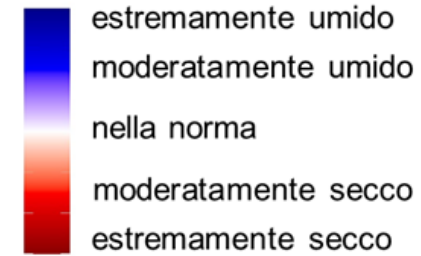 estremamente umido
moderatamente umido
nella norma
moderatamente secco
estremamente secco